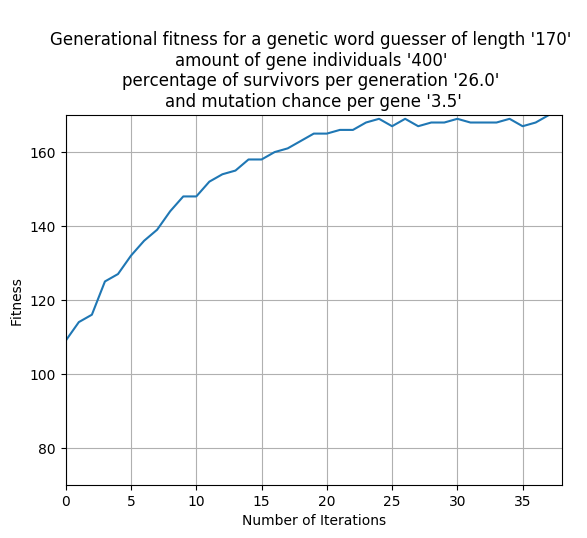 Generational fitness for a genetic word guesser of length '170'
amount of gene individuals '400'
percentage of survivors per generation '26.0'
and mutation chance per gene '3.5'
160
140
120
100
80
Fitness
0 5 10 15 20 25 30 35
Number of Iterations